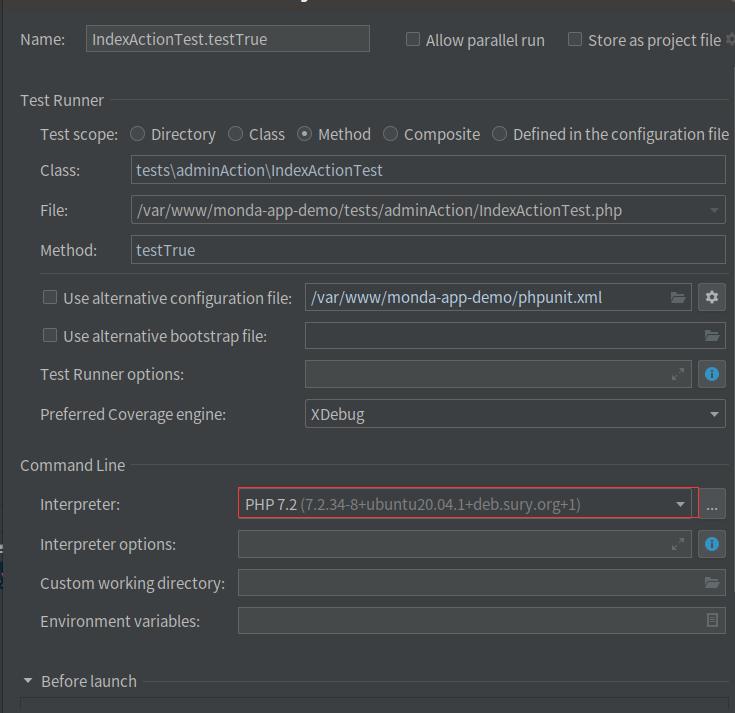 Name: IndexActionTest.testTrue Allow parallel run Store as project file
Test Runner
Test scope: Directory Class Method Composite Defined in the configuration file
Class: tests\adminAction\IndexActionTest
File: /var/www/monda-app-demo/tests/adminAction/IndexActionTest.php
Method: testTrue
Use alternative configuration file: /var/www/monda-app-demo/phpunit.xml
Use alternative bootstrap file:
Test Runner options:
Preferred Coverage engine: XDebug
Command Line
Interpreter: PHP 7.2 (7.2.34-8+ubuntu20.04.1+deb.sury.org+1) ...
Interpreter options:
Custom working directory:
Environment variables:
Before launch